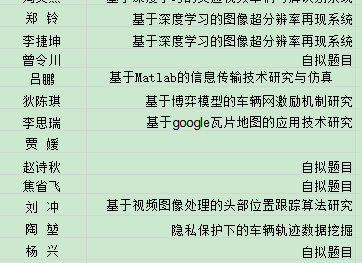 郑 铃 基于深度学习的图像超分辨率再现系统
李捷坤 基于深度学习的图像超分辨率再现系统
曾令川 自拟题目
吕鹏 基于Matlab的信息传输技术研究与仿真
狄陈琪 基于博弈模型的车辆网激励机制研究
李思瑞 基于google瓦片地图的应用技术研究
贾 媛
赵诗秋 自拟题目
焦省飞 自拟题目
刘 冲 基于视频图像处理的头部位置跟踪算法研究
陶 堃 隐私保护下的车辆轨迹数据挖掘
杨 兴 自拟题目